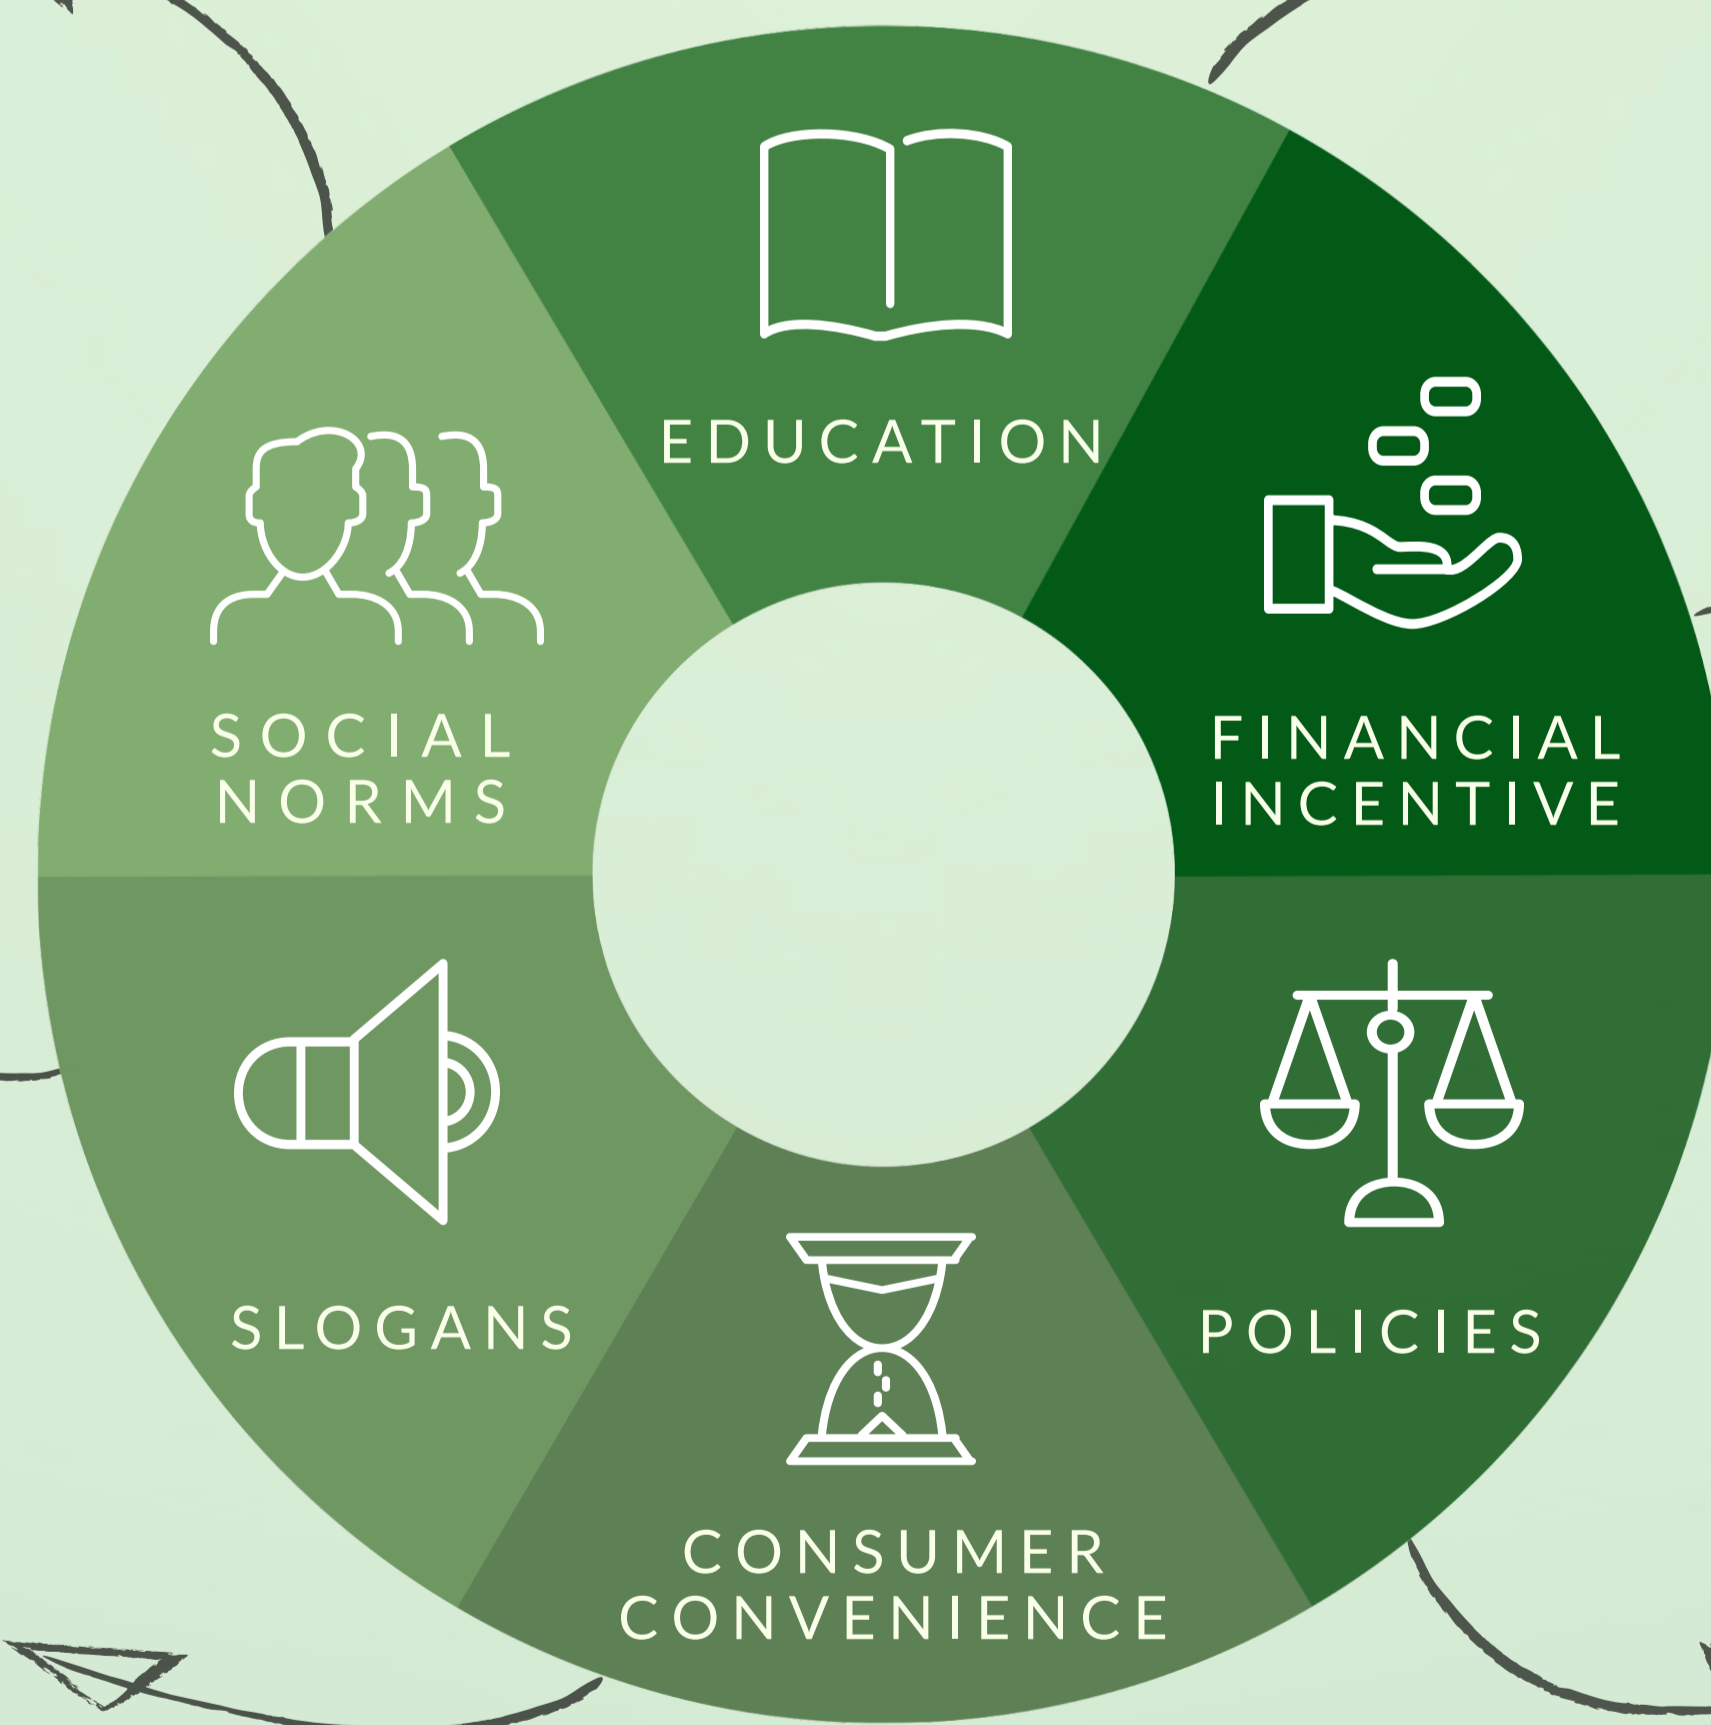 EDUCATION
FINANCIAL
INCENTIVE
POLICIES
CONSUMER
CONVENIENCE
SLOGANS
SOCIAL
NORMS